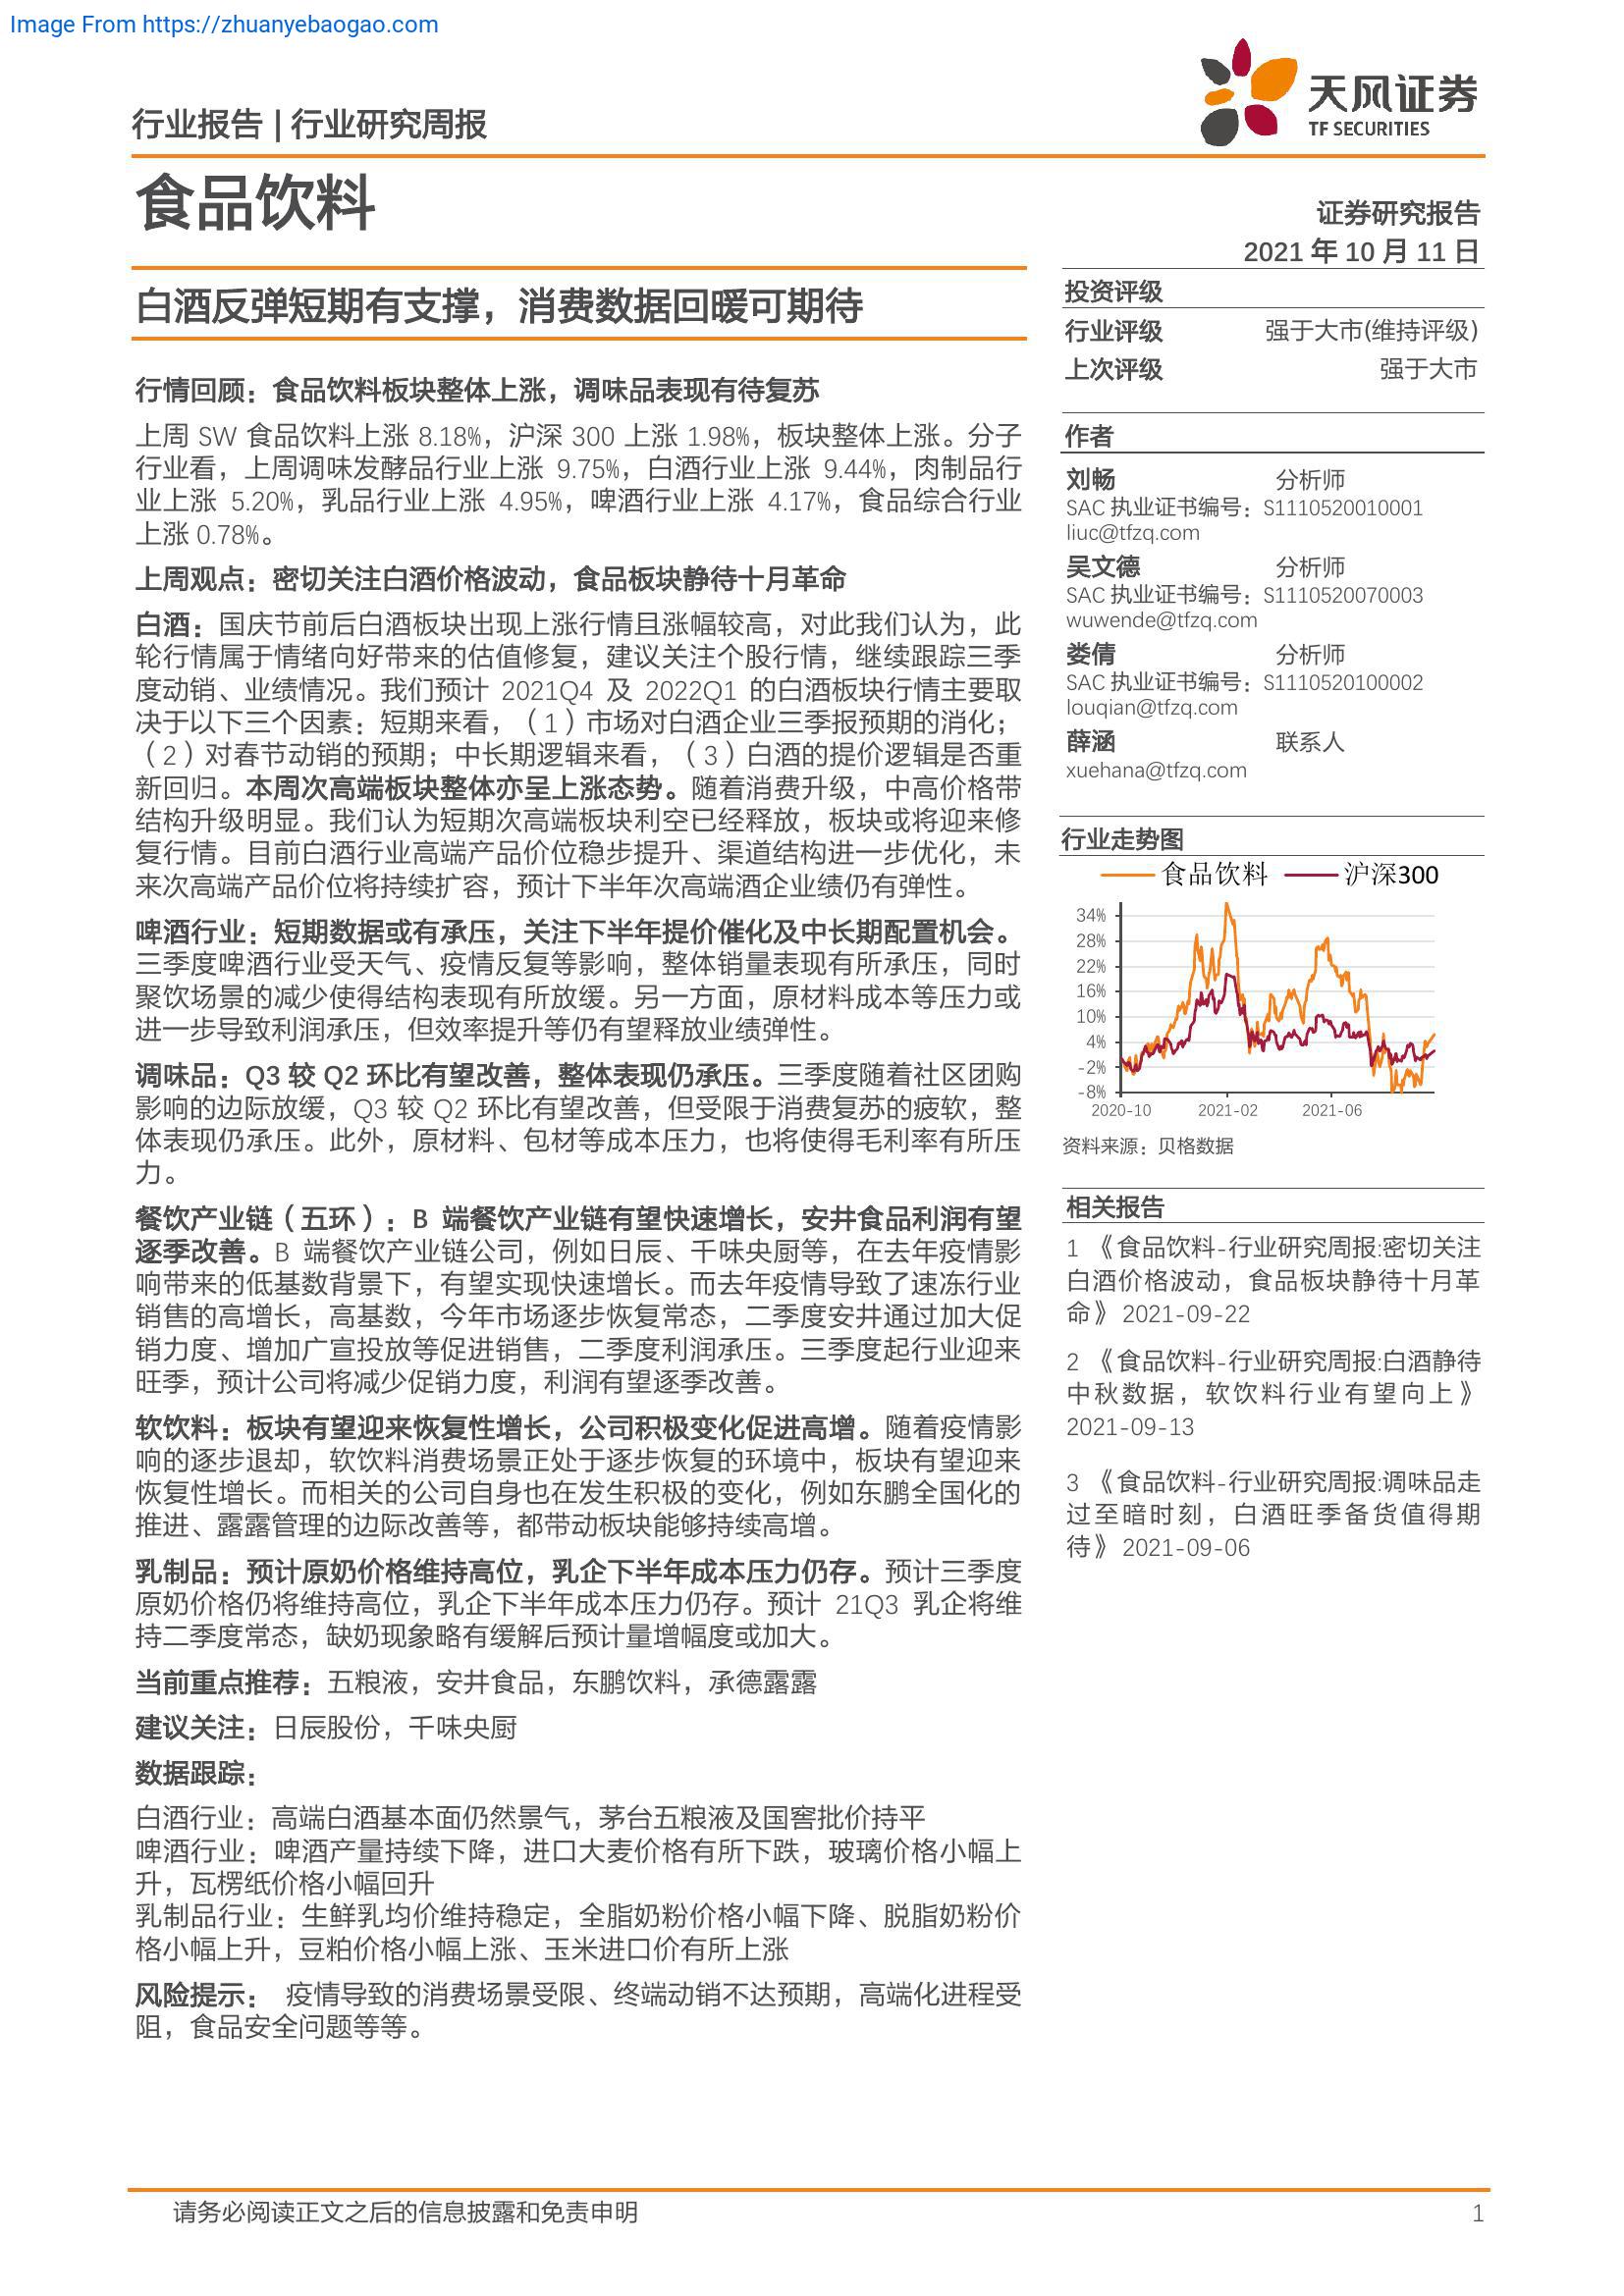 Image From https://zhuanyebaogao.com
行业报告 | 行业研究周报
天风证券
TF SECURITIES
食品饮料
证券研究报告
2021 年 10 月 11 日
白酒反弹短期有支撑，消费数据回暖可期待
行情回顾：食品饮料板块整体上涨，调味品表现有待复苏
上周 SW 食品饮料上涨 8.18%，沪深 300 上涨 1.98%，板块整体上涨。分子
行业看，上周调味发酵品行业上涨 9.75%，白酒行业上涨 9.44%，肉制品行
业上涨 5.20%，乳品行业上涨 4.95%，啤酒行业上涨 4.17%，食品综合行业
上涨 0.78%。
上周观点：密切关注白酒价格波动，食品板块静待十月革命
白酒：国庆节前后白酒板块出现上涨行情且涨幅较高，对此我们认为，此
轮行情属于情绪向好带来的估值修复，建议关注个股行情，继续跟踪三季
度动销、业绩情况。我们预计 2021Q4 及 2022Q1 的白酒板块行情主要取
决于以下三个因素：短期来看，（1）市场对白酒企业三季报预期的消化；
（2）对春节动销的预期；中长期逻辑来看，（3）白酒的提价逻辑是否重
新回归。本周次高端板块整体亦呈上涨态势。随着消费升级，中高价格带
结构升级明显。我们认为短期次高端板块利空已经释放，板块或将迎来修
复行情。目前白酒行业高端产品价位稳步提升、渠道结构进一步优化，未
来次高端产品价位将持续扩容，预计下半年次高端酒企业绩仍有弹性。
啤酒行业：短期数据或有承压，关注下半年提价催化及中长期配置机会。
三季度啤酒行业受天气、疫情反复等影响，整体销量表现有所承压，同时
聚饮场景的减少使得结构表现有所放缓。另一方面，原材料成本等压力或
进一步导致利润承压，但效率提升等仍有望释放业绩弹性。
调味品：Q3 较 Q2 环比有望改善，整体表现仍承压。三季度随着社区团购
影响的边际放缓，Q3 较 Q2 环比有望改善，但受限于消费复苏的疲软，整
体表现仍承压。此外，原材料、包材等成本压力，也将使得毛利率有所压
力。
餐饮产业链（五环）：B 端餐饮产业链有望快速增长，安井食品利润有望
逐季改善。B 端餐饮产业链公司，例如日辰、千味央厨等，在去年疫情影
响带来的低基数背景下，有望实现快速增长。而去年疫情导致了速冻行业
销售的高增长，高基数，今年市场逐步恢复常态，二季度安井通过加大促
销力度、增加广宣投放等促进销售，二季度利润承压。三季度起行业迎来
旺季，预计公司将减少促销力度，利润有望逐季改善。
软饮料：板块有望迎来恢复性增长，公司积极变化促进高增。随着疫情影
响的逐步退却，软饮料消费场景正处于逐步恢复的环境中，板块有望迎来
恢复性增长。而相关的公司自身也在发生积极的变化，例如东鹏全国化的
推进、露露管理的边际改善等，都带动板块能够持续高增。
乳制品：预计原奶价格维持高位，乳企下半年成本压力仍存。预计三季度
原奶价格仍将维持高位，乳企下半年成本压力仍存。预计 21Q3 乳企将维
持二季度常态，缺奶现象略有缓解后预计量增幅度或加大。
当前重点推荐：五粮液，安井食品，东鹏饮料，承德露露
建议关注：日辰股份，千味央厨
数据跟踪：
白酒行业：高端白酒基本面仍然景气，茅台五粮液及国窖批价持平
啤酒行业：啤酒产量持续下降，进口大麦价格有所下跌，玻璃价格小幅上
升，瓦楞纸价格小幅回升
乳制品行业：生鲜乳均价维持稳定，全脂奶粉价格小幅下降、脱脂奶粉价
格小幅上升，豆粕价格小幅上涨、玉米进口价有所上涨
风险提示： 疫情导致的消费场景受限、终端动销不达预期，高端化进程受
阻，食品安全问题等等。
投资评级
行业评级 强于大市(维持评级)
上次评级 强于大市
作者
刘畅 分析师
SAC 执业证书编号：S1110520010001
liuc@tfzq.com
吴文德 分析师
SAC 执业证书编号：S1110520070003
wuwende@tfzq.com
娄倩 分析师
SAC 执业证书编号：S1110520100002
louqian@tfzq.com
薛涵 联系人
xuehana@tfzq.com
行业走势图
食品饮料 沪深300
34%
28%
22%
16%
10%
4%
-2%
-8%
2020-10 2021-02 2021-06
资料来源：贝格数据
相关报告
1 《食品饮料-行业研究周报:密切关注
白酒价格波动，食品板块静待十月革
命》 2021-09-22
2 《食品饮料-行业研究周报:白酒静待
中秋数据，软饮料行业有望向上》
2021-09-13
3 《食品饮料-行业研究周报:调味品走
过至暗时刻，白酒旺季备货值得期
待》 2021-09-06
请务必阅读正文之后的信息披露和免责申明 1